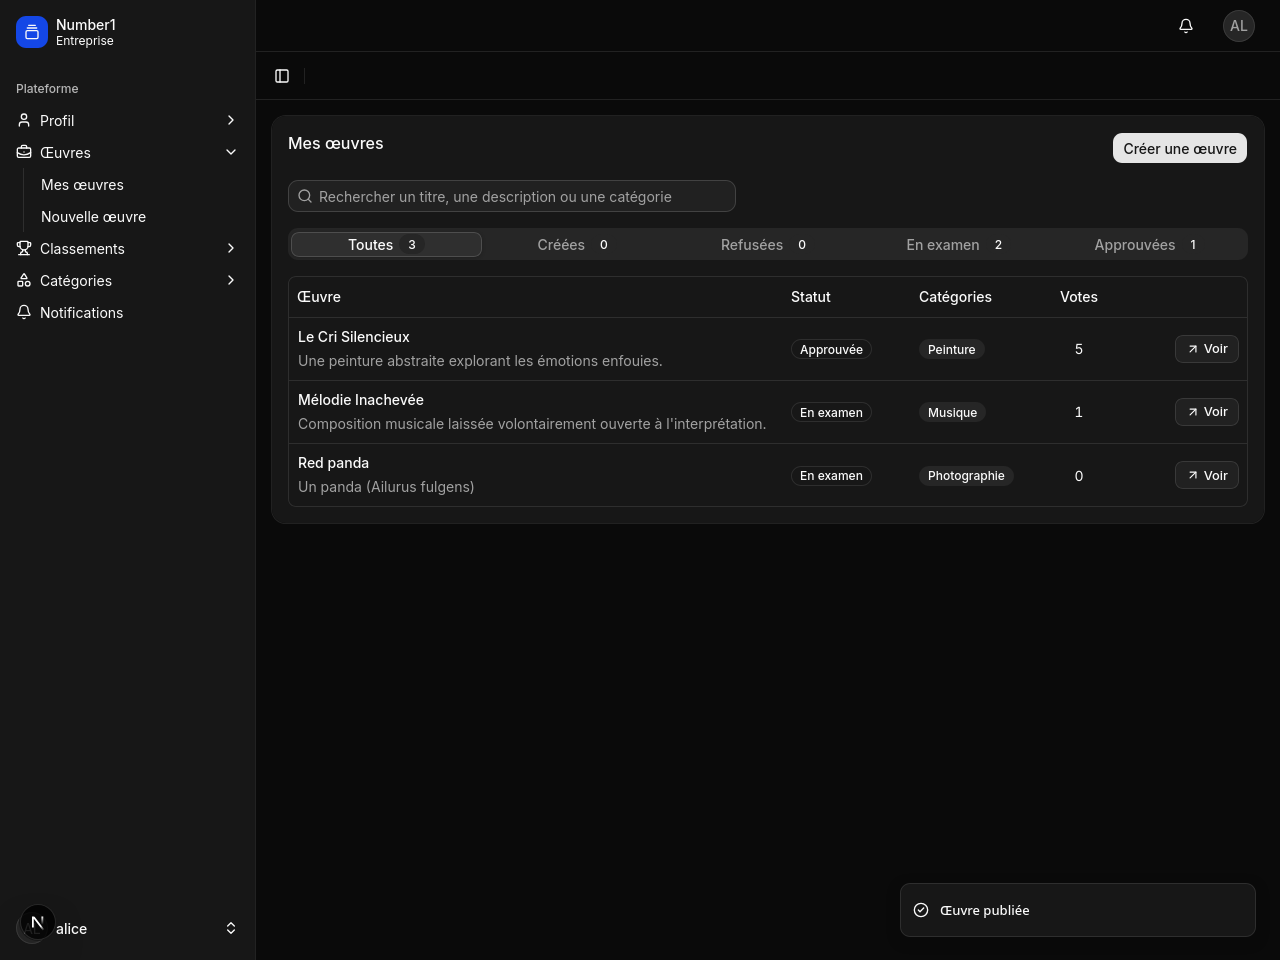 Number1
Entreprise
AL
Plateforme
Profil
Œuvres
Mes œuvres
Nouvelle œuvre
Classements
Catégories
Notifications
Mes œuvres
Créer une œuvre
Rechercher un titre, une description ou une catégorie
Toutes 3 Créées 0 Refusées 0 En examen 2 Approuvées 1
Œuvre Statut Catégories Votes
Le Cri Silencieux
Une peinture abstraite explorant les émotions enfouies.
Approuvée Peinture 5 Voir
Mélodie Inachevée
Composition musicale laissée volontairement ouverte à l'interprétation.
En examen Musique 1 Voir
Red panda
Un panda (Ailurus fulgens)
En examen Photographie 0 Voir
N alice
Œuvre publiée